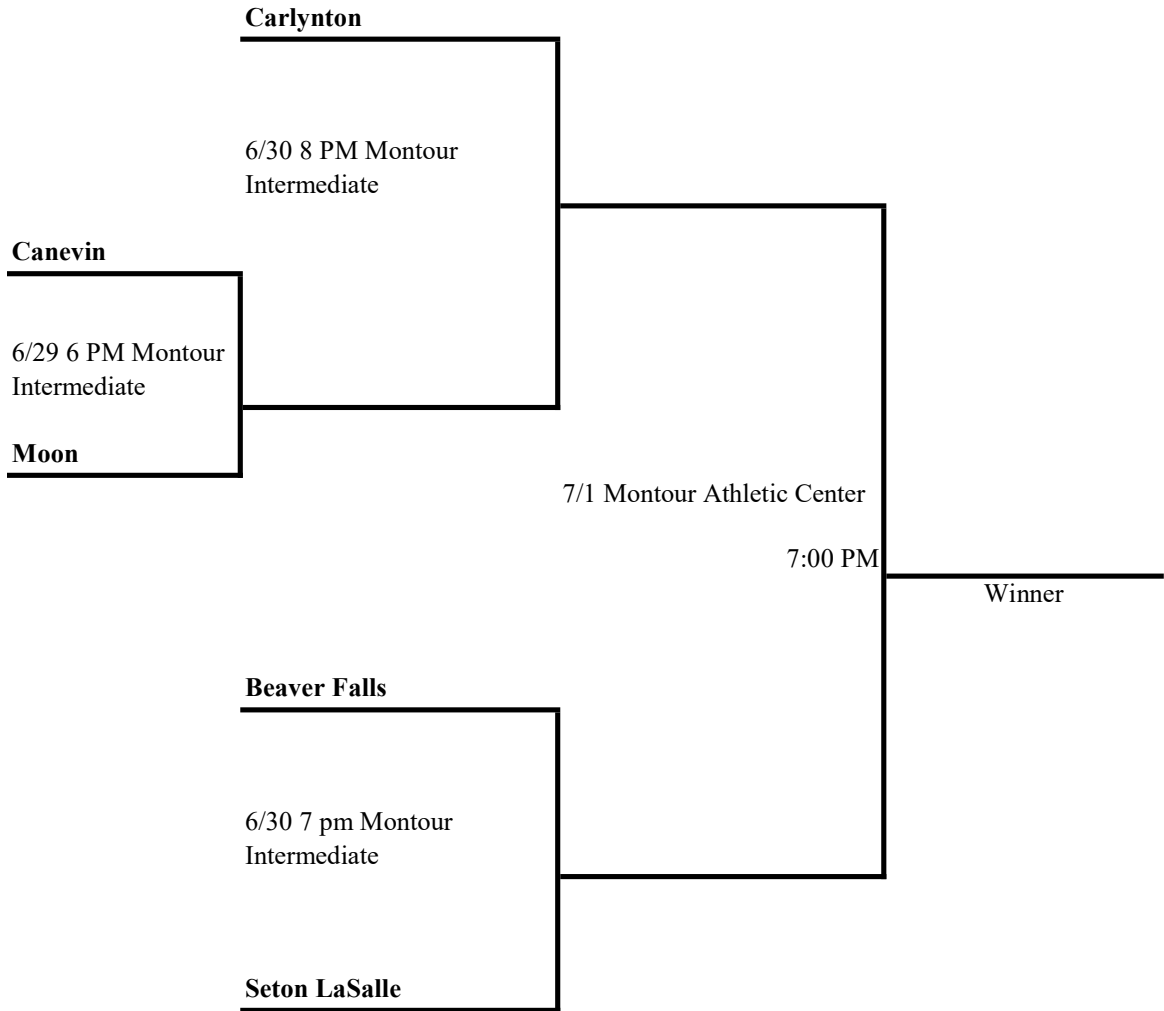 Carlynton
6/30 8 PM Montour
Intermediate
Canevin
6/29 6 PM Montour
Intermediate
Moon
7/1 Montour Athletic Center
7:00 PM
Winner
Beaver Falls
6/30 7 pm Montour
Intermediate
Seton LaSalle